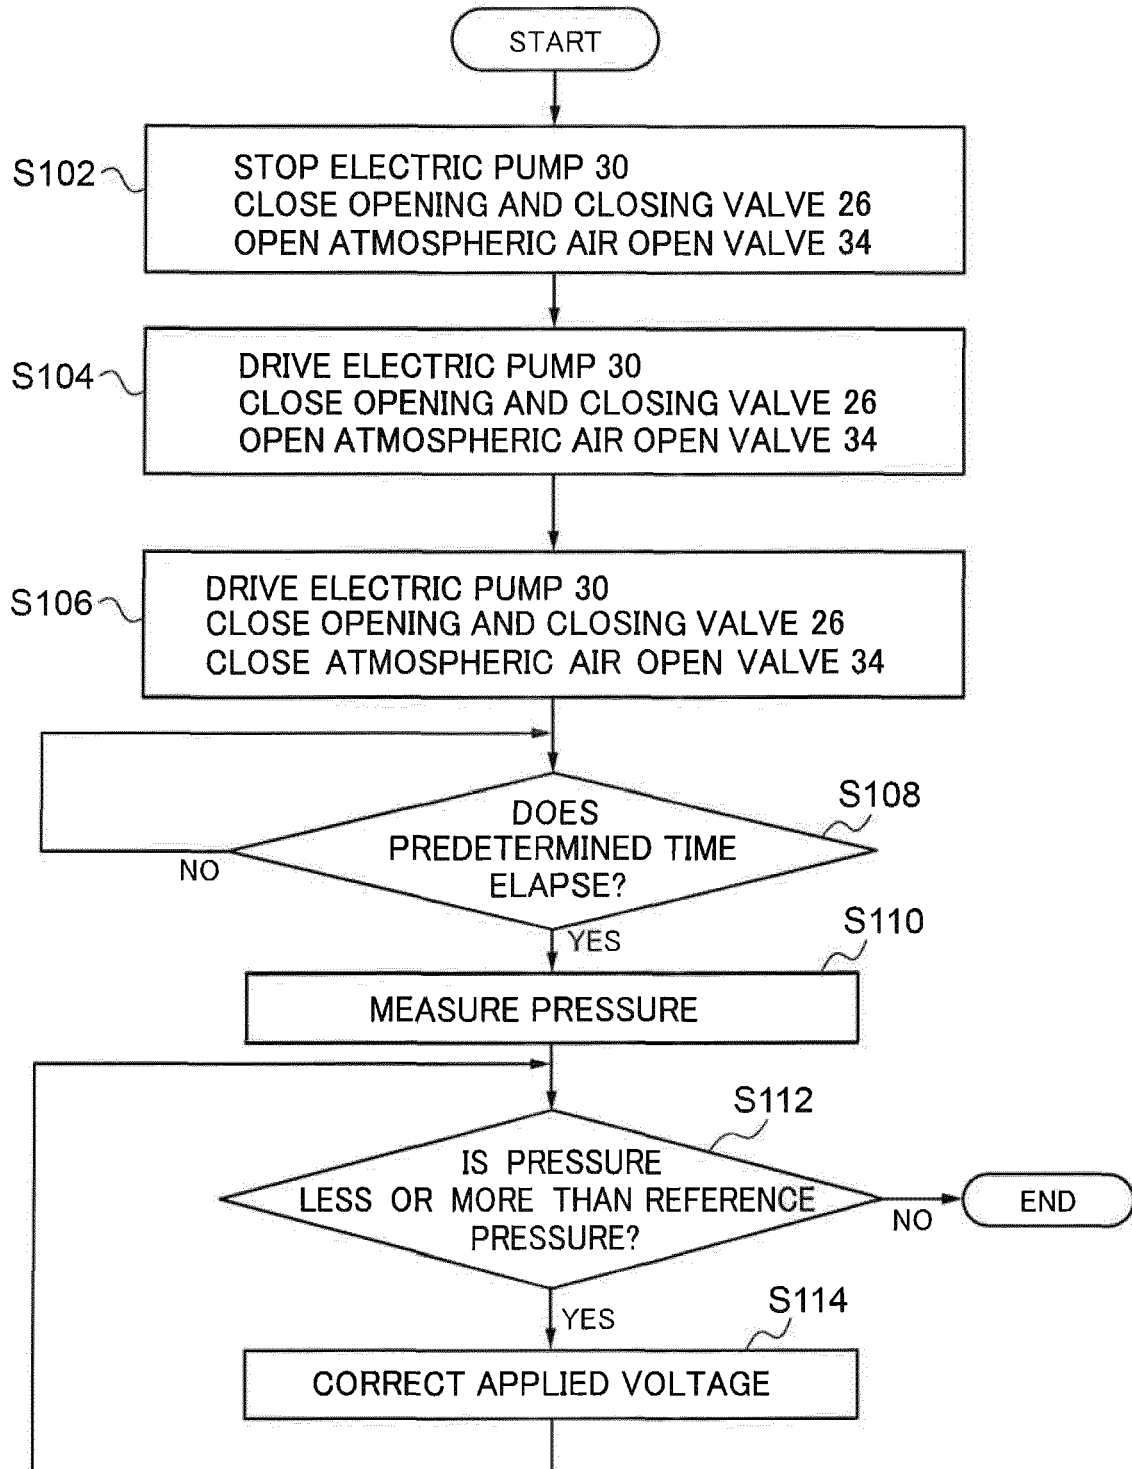 START
S102
STOP ELECTRIC PUMP 30
CLOSE OPENING AND CLOSING VALVE 26
OPEN ATMOSPHERIC AIR OPEN VALVE 34
S104
DRIVE ELECTRIC PUMP 30
CLOSE OPENING AND CLOSING VALVE 26
OPEN ATMOSPHERIC AIR OPEN VALVE 34
S106
DRIVE ELECTRIC PUMP 30
CLOSE OPENING AND CLOSING VALVE 26
CLOSE ATMOSPHERIC AIR OPEN VALVE 34
S108
DOES
PREDETERMINED TIME
ELAPSE?
NO
YES
S110
MEASURE PRESSURE
S112
IS PRESSURE
LESS OR MORE THAN REFERENCE
PRESSURE?
NO
END
YES
S114
CORRECT APPLIED VOLTAGE